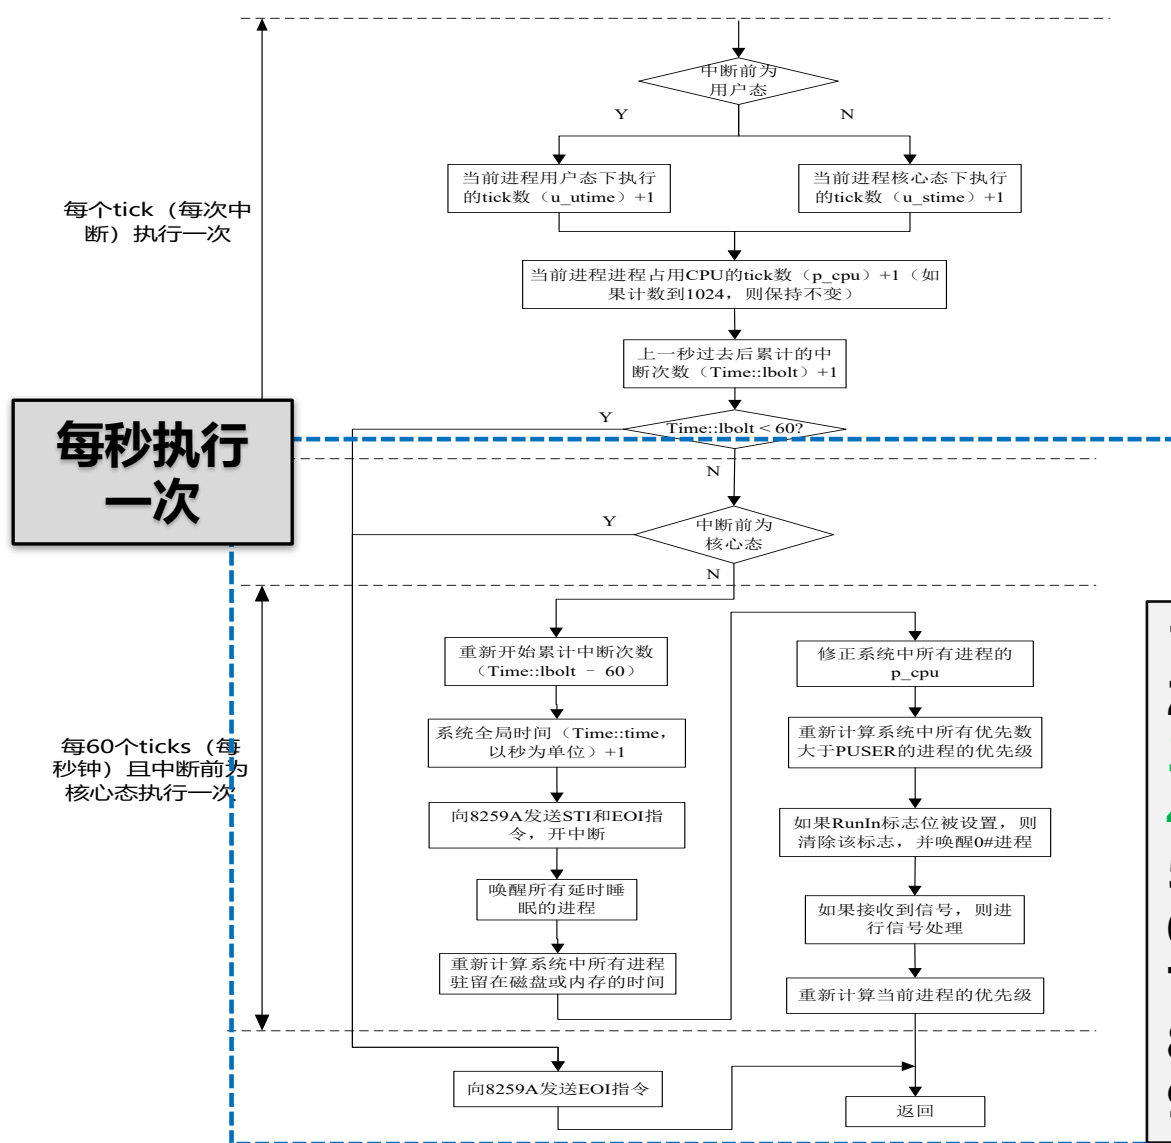 中断前为
用户态
Y
N
当前进程用户态下执行
的tick数（u_utime）+1
当前进程核心态下执行
的tick数（u_stime）+1
每个tick（每次中
断）执行一次
当前进程进程占用CPU的tick数（p_cpu）+1（如
果计数到1024，则保持不变）
上一秒过去后累计的中
断次数（Time::lbolt）+1
Y
Time::lbolt < 60?
每秒执行
一次
N
Y
中断前为
核心态
N
重新开始累计中断次数
（Time::lbolt - 60）
系统全局时间（Time::time，
以秒为单位）+1
向8259A发送STI和EOI指
令，开中断
唤醒所有延时睡
眠的进程
重新计算系统中所有进程
驻留在磁盘或内存的时间
每60个ticks（每
秒钟）且中断前为
核心态执行一次
修正系统中所有进程的
p_cpu
重新计算系统中所有优先数
大于PUSER的进程的优先级
如果RunIn标志位被设置，则
清除该标志，并唤醒0#进程
如果接收到信号，则进
行信号处理
重新计算当前进程的优先级
向8259A发送EOI指令
返回